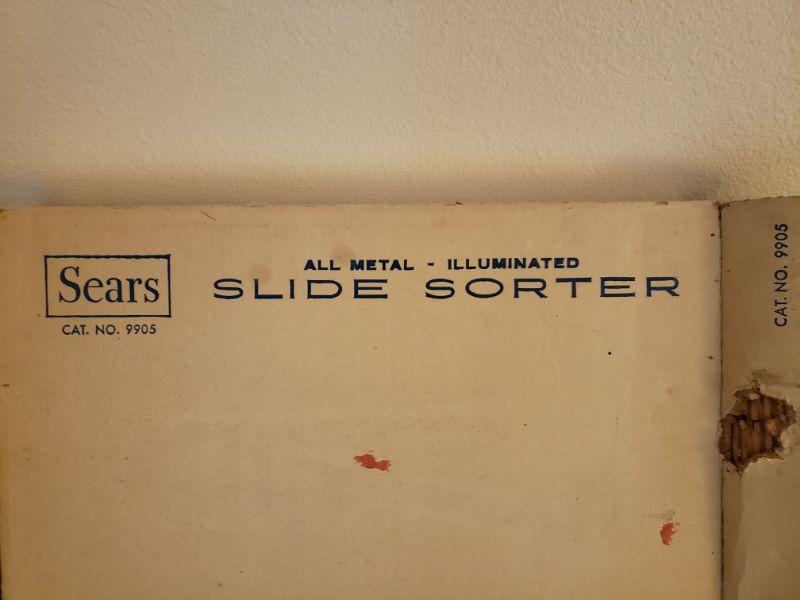 Sears
CAT. NO. 9905
ALL METAL - ILLUMINATED
SLIDE SORTER
CAT. NO. 9905